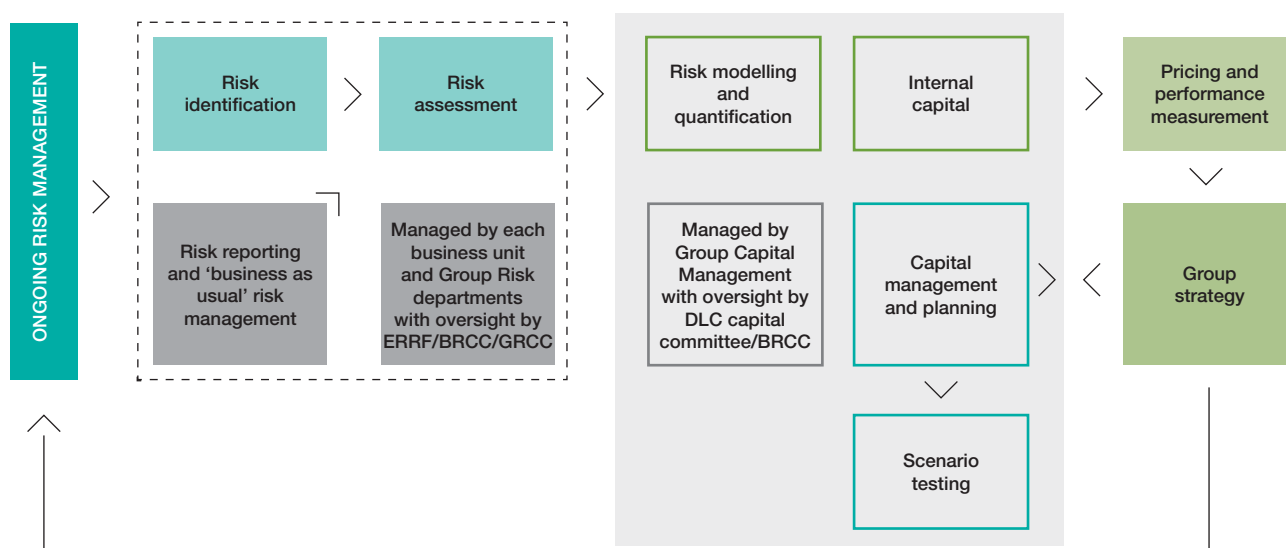 ONGOING RISK MANAGEMENT
Risk
identification
Risk
assessment
Risk modelling
and
quantification
Internal
capital
Pricing and
performance
measurement
Risk reporting
and ‘business as
usual’ risk
management
Managed by each
business unit
and Group Risk
departments
with oversight by
ERRF/BRCC/GRCC
Managed by
Group Capital
Management
with oversight by
DLC capital
committee/BRCC
Capital
management
and planning
Group
strategy
Scenario
testing